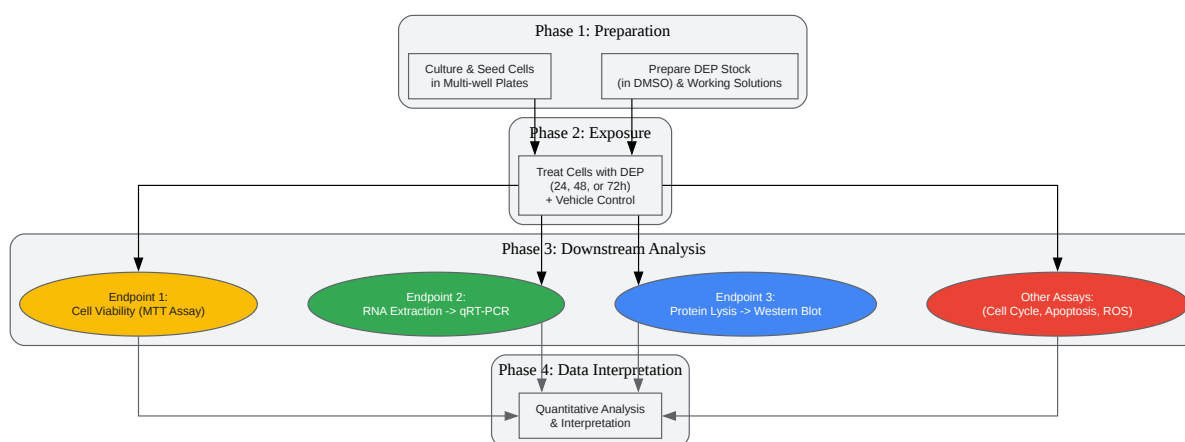 Phase 1: Preparation
Culture & Seed Cells
in Multi-well Plates
Prepare DEP Stock
(in DMSO) & Working Solutions
Phase 2: Exposure
Treat Cells with DEP
(24, 48, or 72h)
+ Vehicle Control
Phase 3: Downstream Analysis
Endpoint 1:
Cell Viability (MTT Assay)
Endpoint 2:
RNA Extraction -> qRT-PCR
Endpoint 3:
Protein Lysis -> Western Blot
Other Assays:
(Cell Cycle, Apoptosis, ROS)
Phase 4: Data Interpretation
Quantitative Analysis
& Interpretation